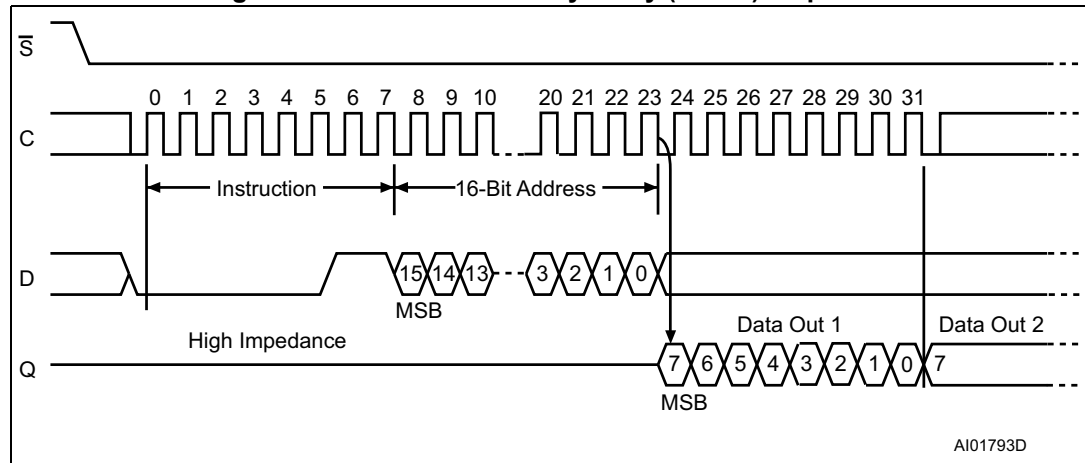 S
0 1 2 3 4 5 6 7 8 9 10 20 21 22 23 24 25 26 27 28 29 30 31
C
Instruction 16-Bit Address
D
15 14 13 3 2 1 0
MSB
High Impedance Data Out 1 Data Out 2
Q
7 6 5 4 3 2 1 0 7
MSB
AI01793D